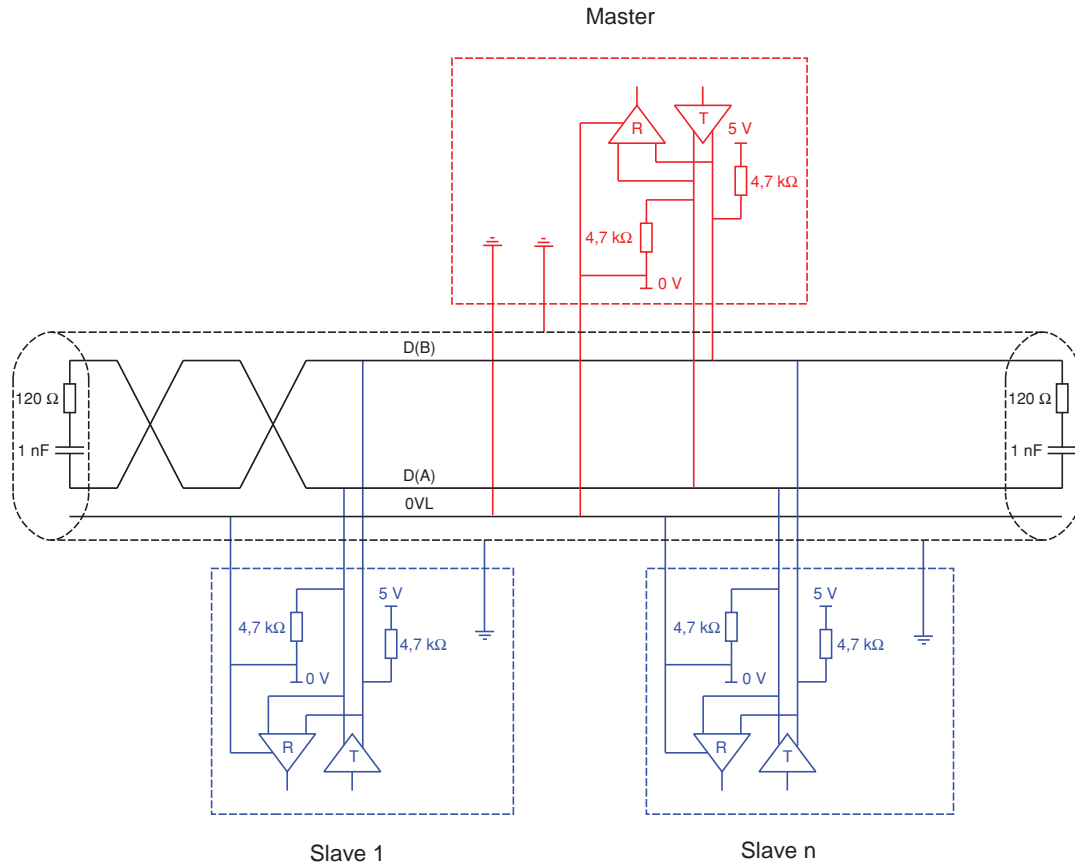 Master
R
T
5 V
4,7 kΩ
4,7 kΩ
0 V
D(B)
120 Ω
1 nF
120 Ω
1 nF
D(A)
0VL
5 V
4,7 kΩ
4,7 kΩ
0 V
R
T
5 V
4,7 kΩ
4,7 kΩ
0 V
R
T
Slave 1
Slave n